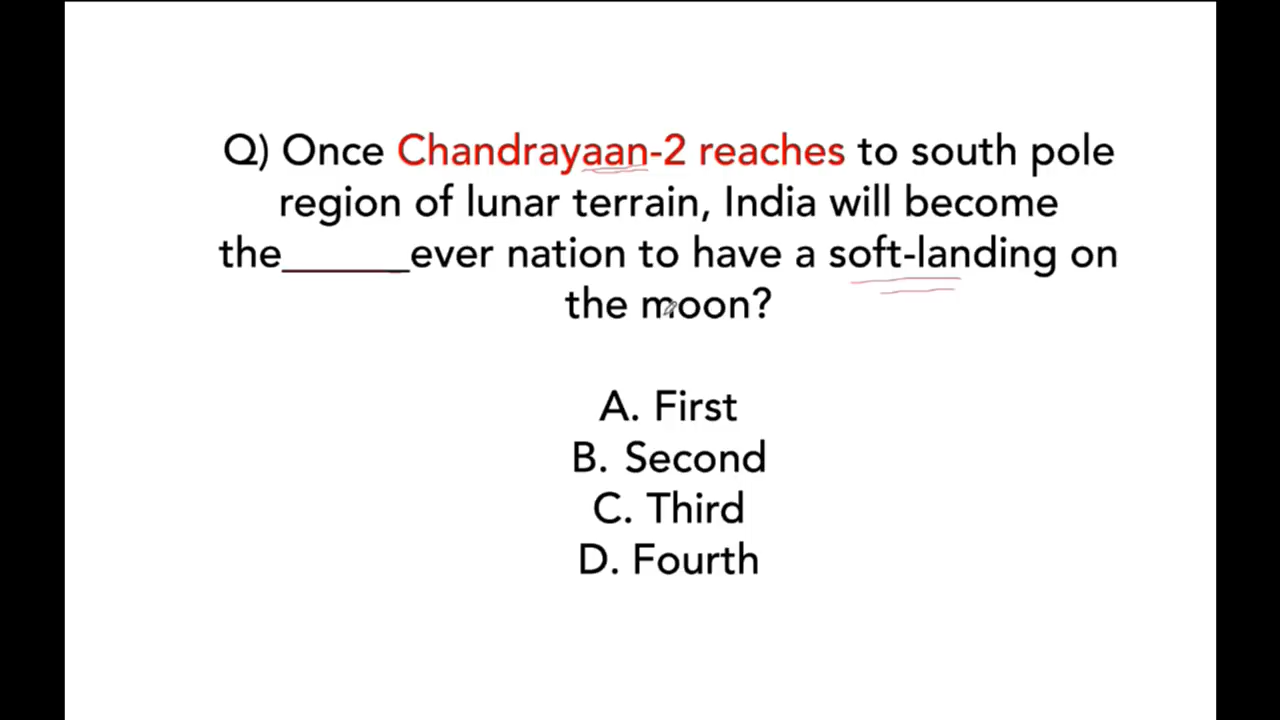 Q) Once Chandrayaan-2 reaches to south pole
region of lunar terrain, India will become
the______ever nation to have a soft-landing on
the moon?
A. First
B. Second
C. Third
D. Fourth